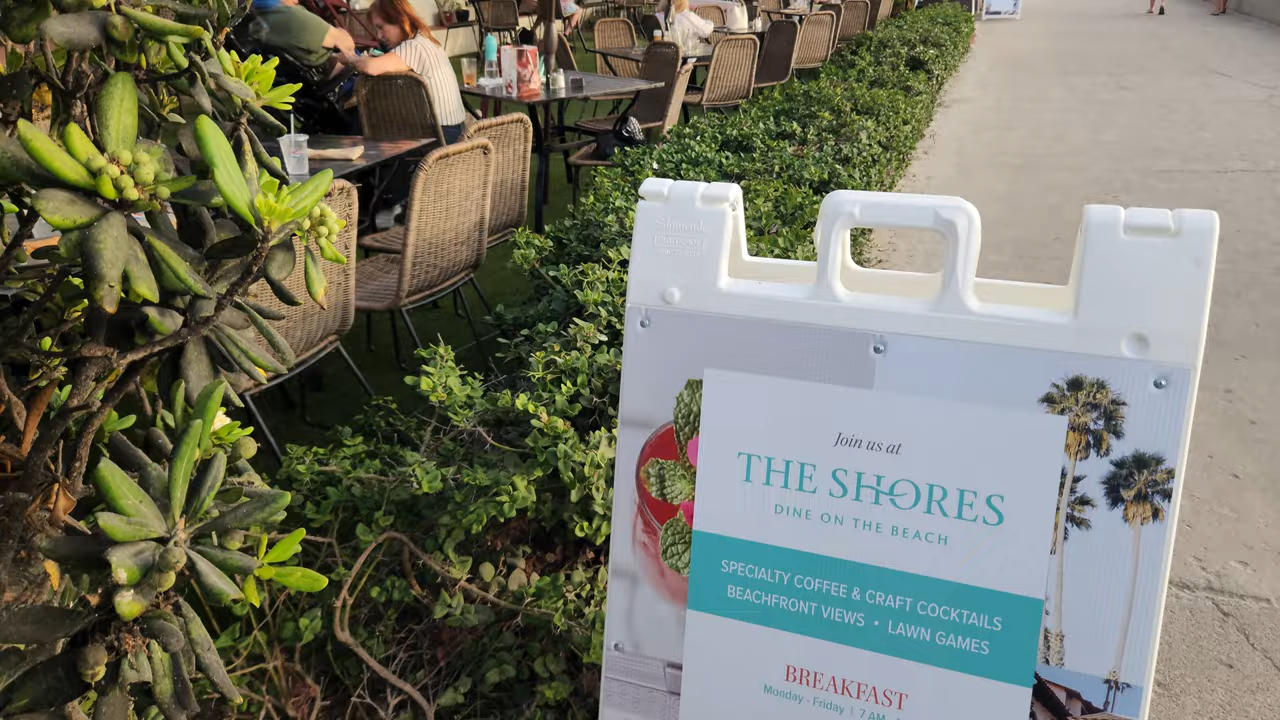 Join us at
THE SHORES
DINE ON THE BEACH
SPECIALTY COFFEE & CRAFT COCKTAILS
BEACHFRONT VIEWS • LAWN GAMES
BREAKFAST
Monday - Friday | 7 AM